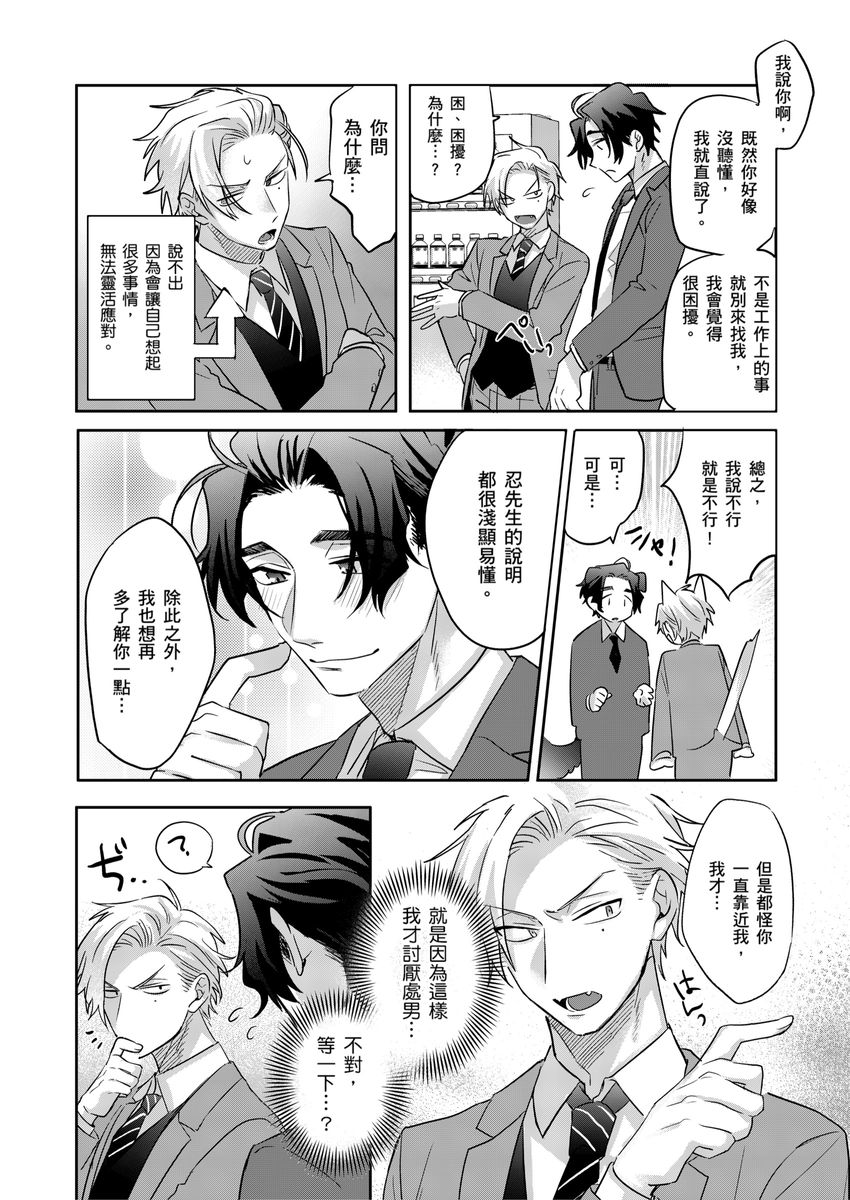 我說你啊，
既然你好像
沒聽懂，
我就直說了。
不是工作上的事
就別來找我，
我會覺得
很困擾。
困、困擾？
為什麼…？
ペーッ
你問
為什麼…
說不出
因為會讓自己想起
很多事情，
無法靈活應對。
總之，
我說不行
就是不行！
シャー！
可…
可是…
忍先生的說明
都很淺顯易懂。
除此之外，
我也想再
多了解你一點…
但是都怪你
一直靠近我，
我才…
はんっ
就是因為這樣
我才討厭處男…
不對，
等一下…？
？
ぢ…